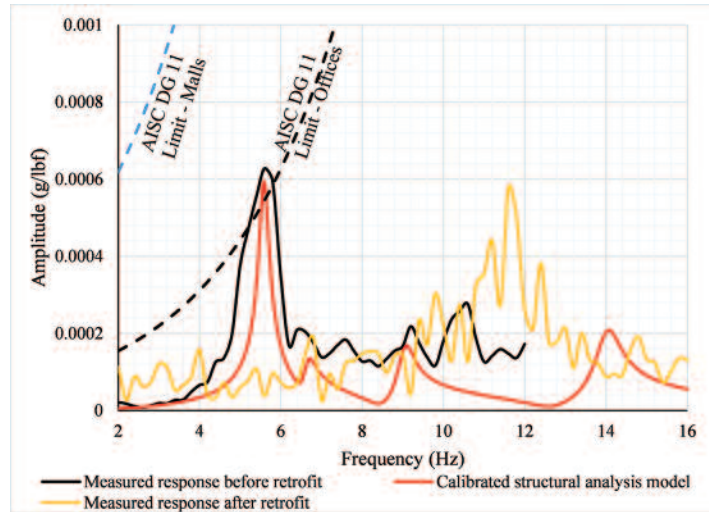 0.001
0.0008
0.0006
0.0004
0.0002
0
Amplitude (g/lbf)
AISC DG 11
Limit - Malls
AISC DG 11
Limit - Offices
2 4 6 8 10 12 14 16
Frequency (Hz)
Measured response before retrofit Calibrated structural analysis model
Measured response after retrofit